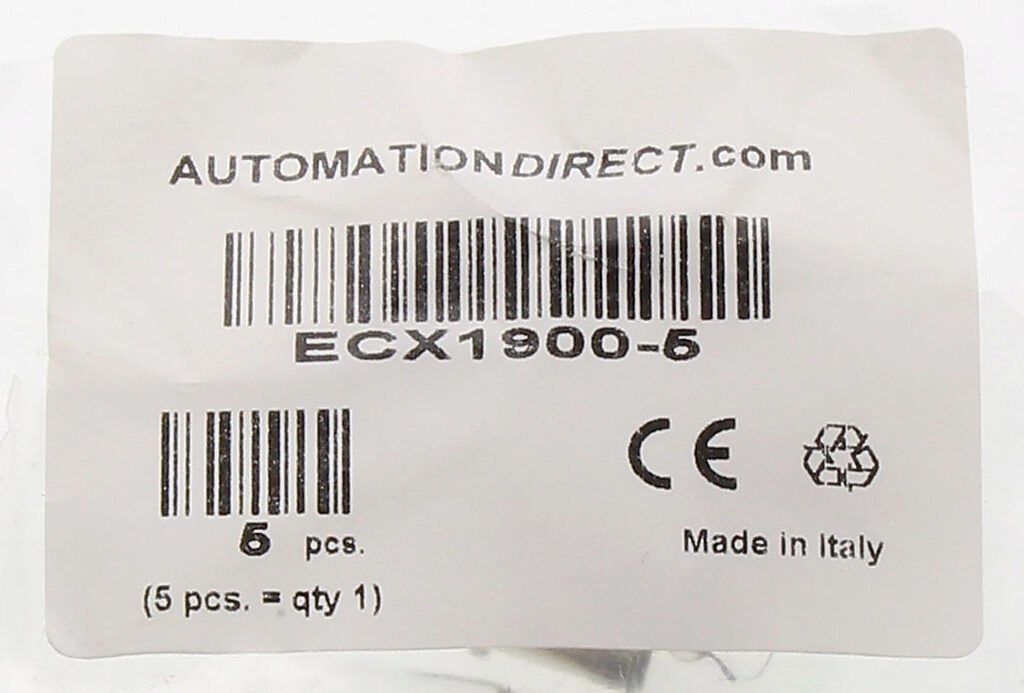 AUTOMATIONDIRECT.com
ECX1900-5
5 pcs.
(5 pcs. = qty 1)
CE
Made in Italy